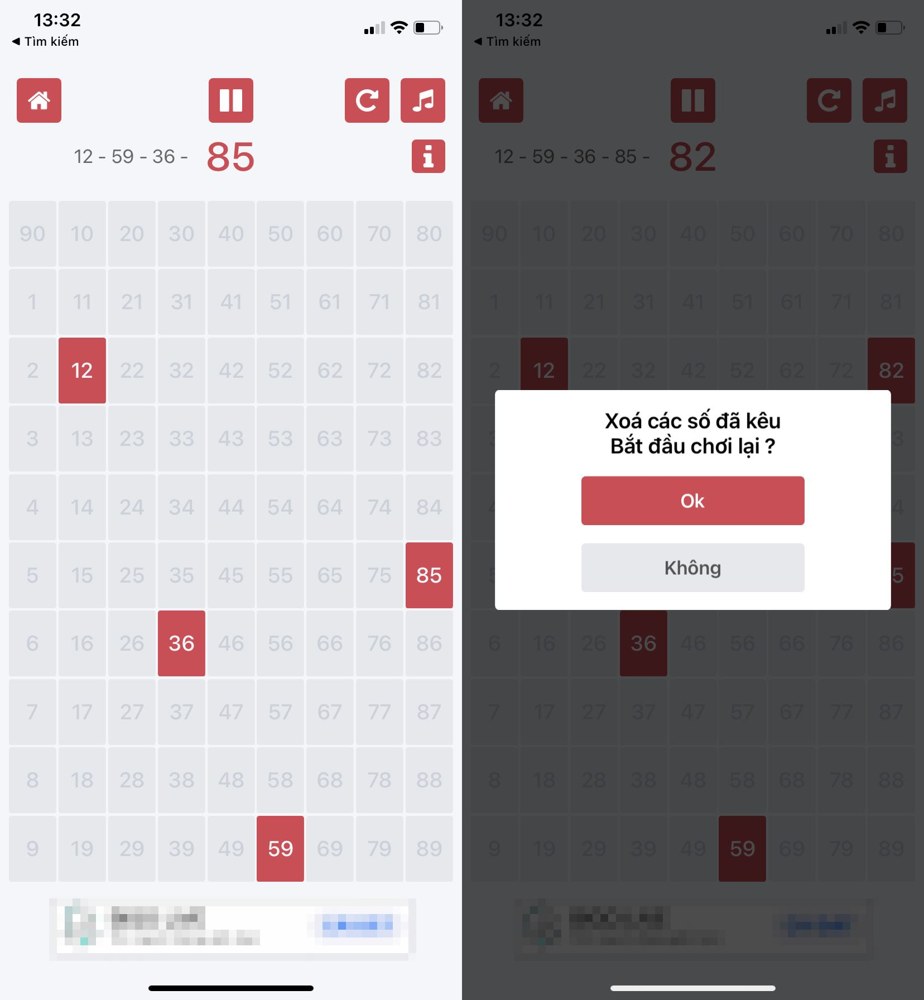 13:32
◀ Tìm kiếm
12 - 59 - 36 - 85
90 10 20 30 40 50 60 70 80
1 11 21 31 41 51 61 71 81
2 12 22 32 42 52 62 72 82
3 13 23 33 43 53 63 73 83
4 14 24 34 44 54 64 74 84
5 15 25 35 45 55 65 75 85
6 16 26 36 46 56 66 76 86
7 17 27 37 47 57 67 77 87
8 18 28 38 48 58 68 78 88
9 19 29 39 49 59 69 79 89
13:32
◀ Tìm kiếm
12 - 59 - 36 - 85 - 82
90 10 20 30 40 50 60 70 80
1 11 21 31 41 51 61 71 81
2 12 22 32 42 52 62 72 82
Xoá các số đã kêu
Bắt đầu chơi lại ?
Ok
Không
6 16 26 36 46 56 66 76 86
7 17 27 37 47 57 67 77 87
8 18 28 38 48 58 68 78 88
9 19 29 39 49 59 69 79 89